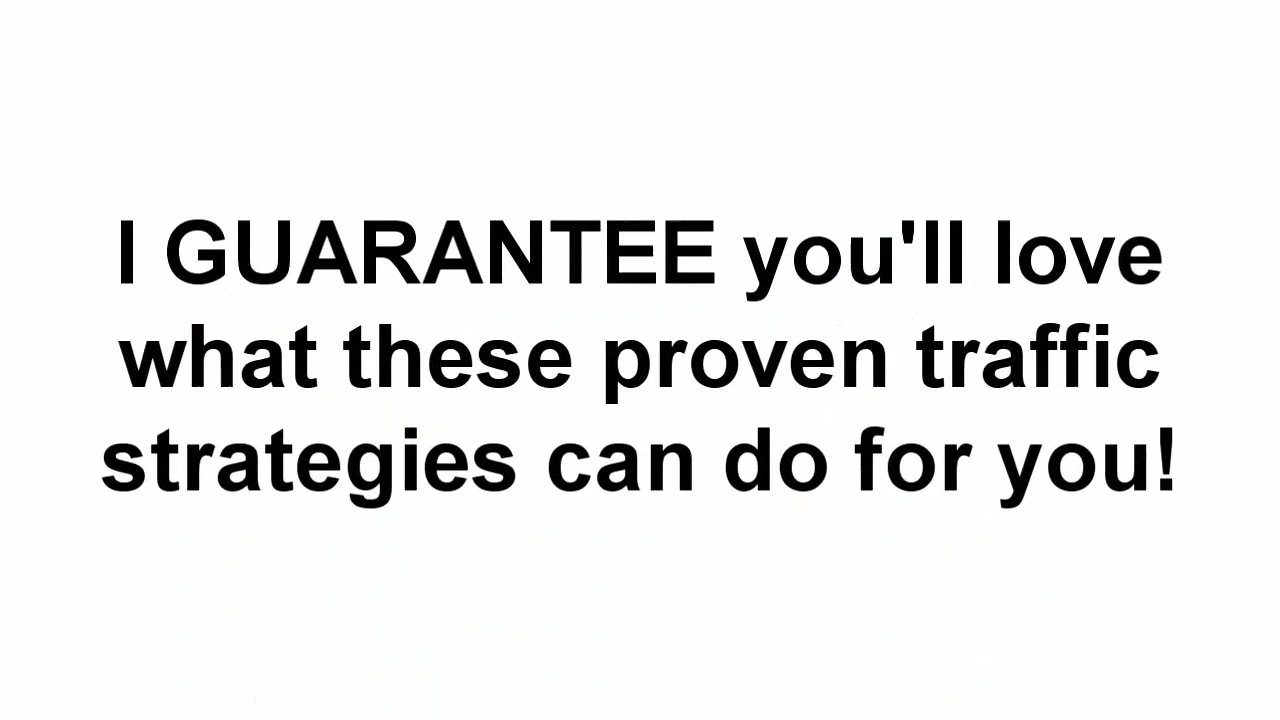 I GUARANTEE you'll love
what these proven traffic
strategies can do for you!